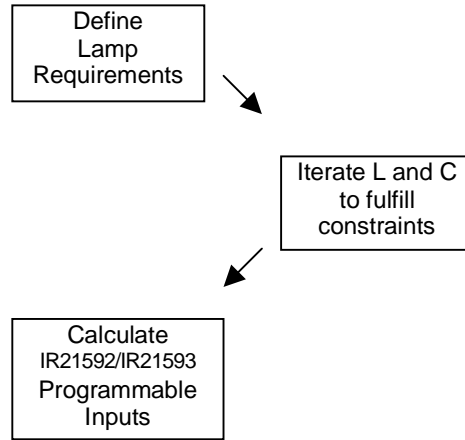 Define
Lamp
Requirements
Iterate L and C
to fulfill
constraints
Calculate
IR21592/IR21593
Programmable
Inputs